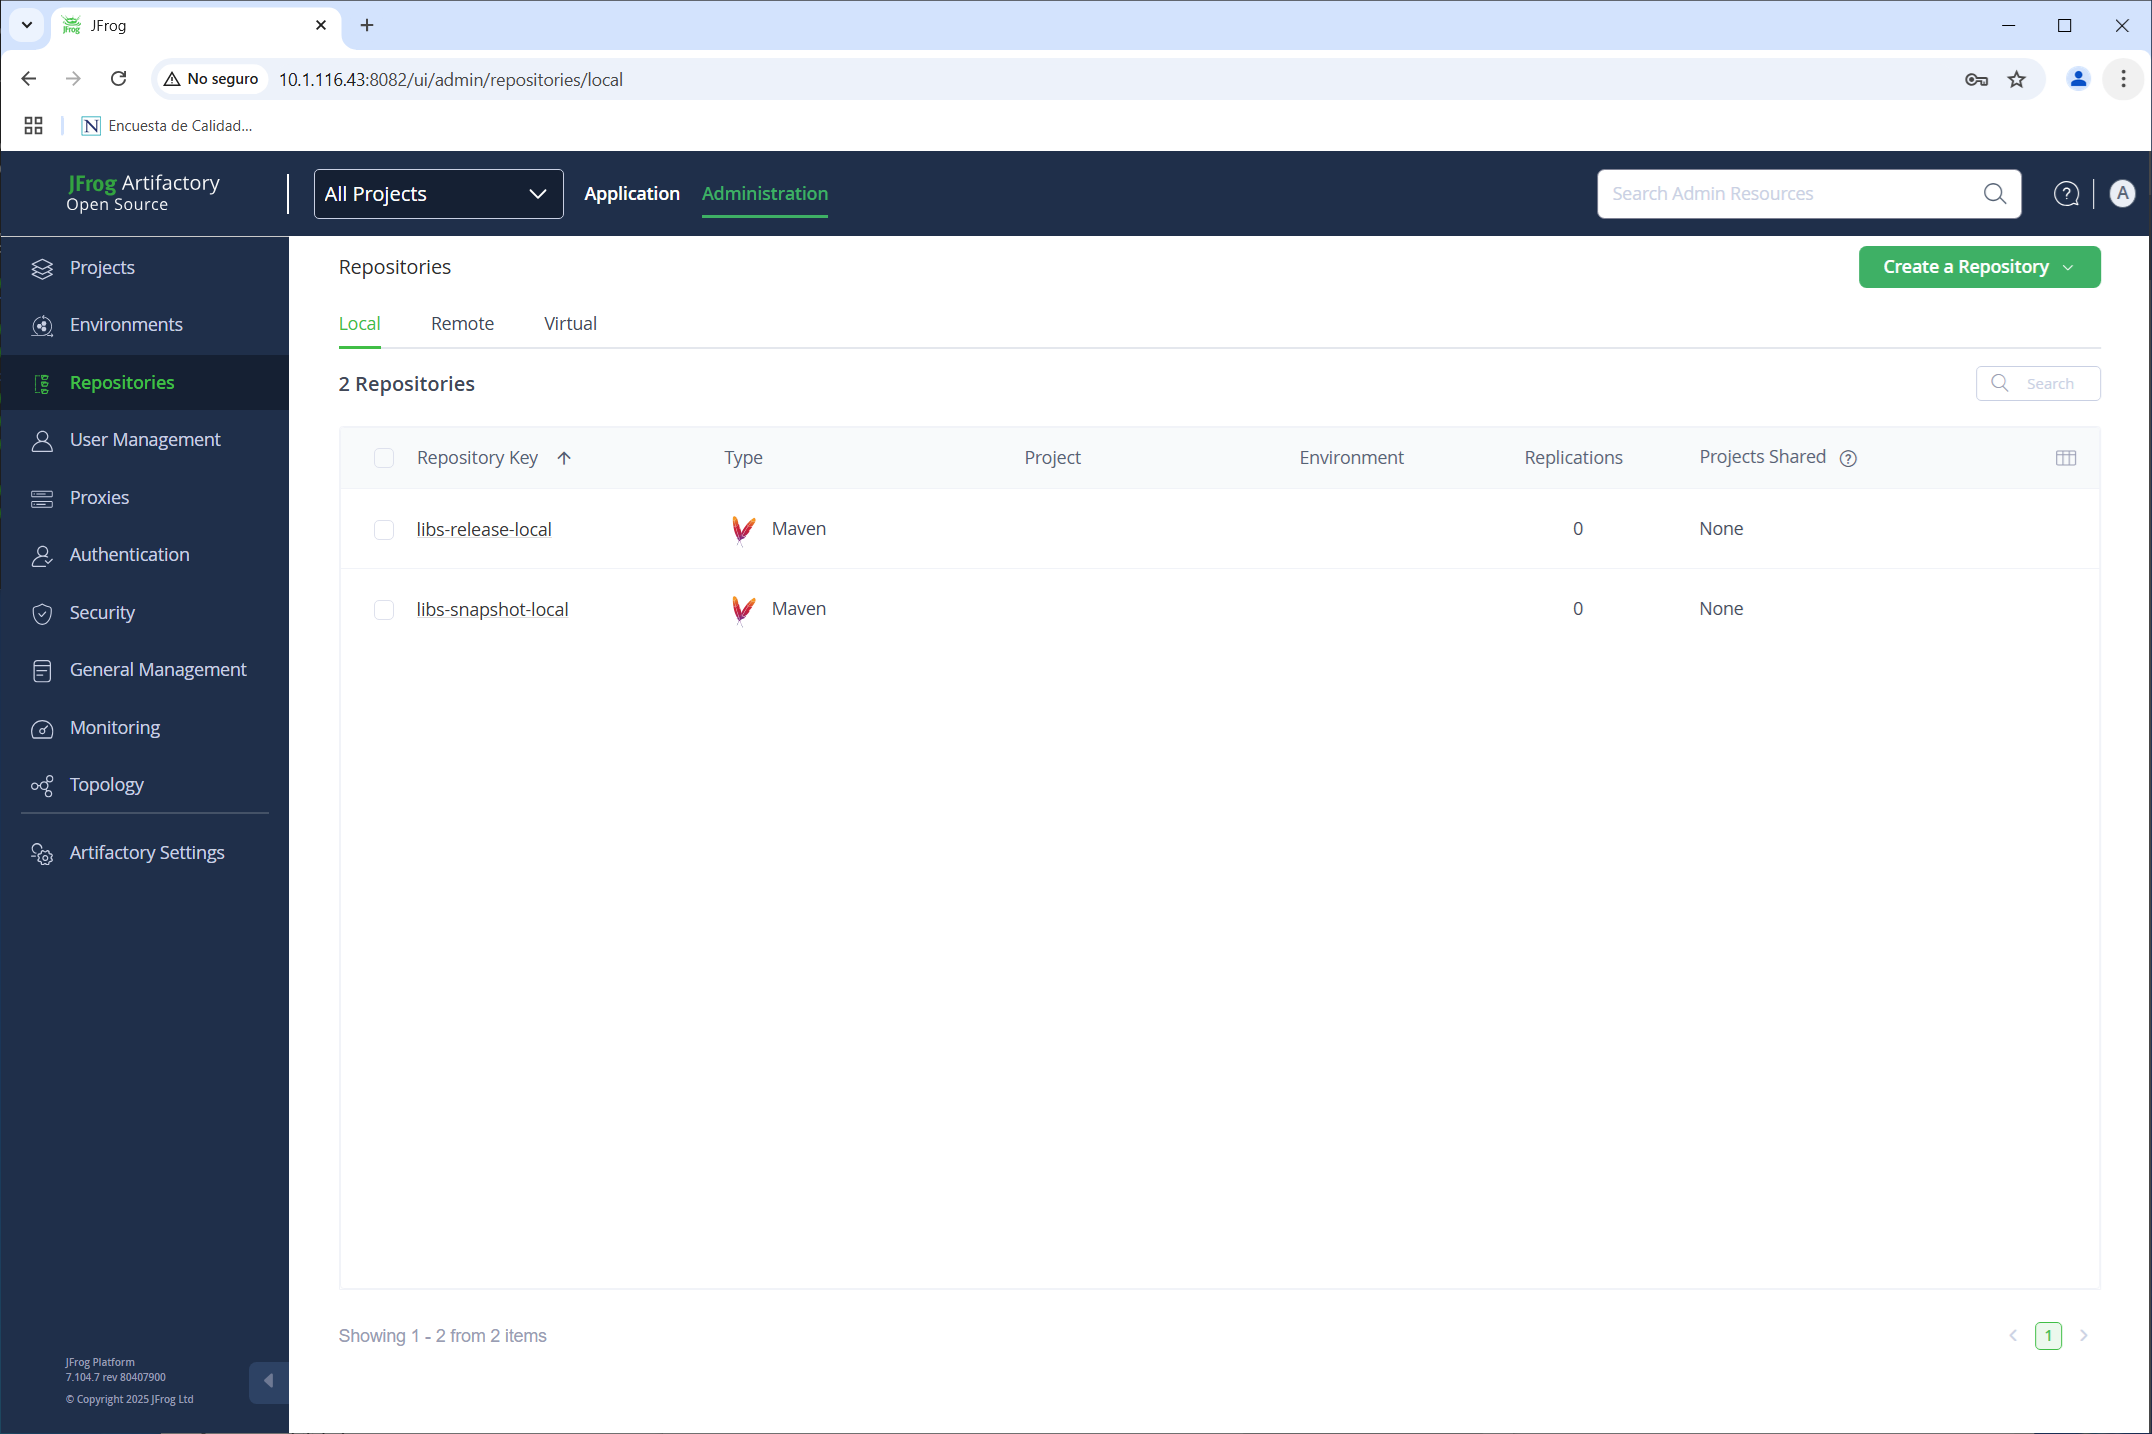 JFrog
No seguro
10.1.116.43:8082/ui/admin/repositories/local
Encuesta de Calidad...
JFrog Artifactory
Open Source
All Projects
Application
Administration
Search Admin Resources
A
Projects
Environments
Repositories
User Management
Proxies
Authentication
Security
General Management
Monitoring
Topology
Artifactory Settings
JFrog Platform
7.104.7 rev 80407900
© Copyright 2025 JFrog Ltd
Repositories
Create a Repository
Local Remote Virtual
2 Repositories
Search
Repository Key Type Project Environment Replications Projects Shared
libs-release-local Maven 0 None
libs-snapshot-local Maven 0 None
Showing 1 - 2 from 2 items
1